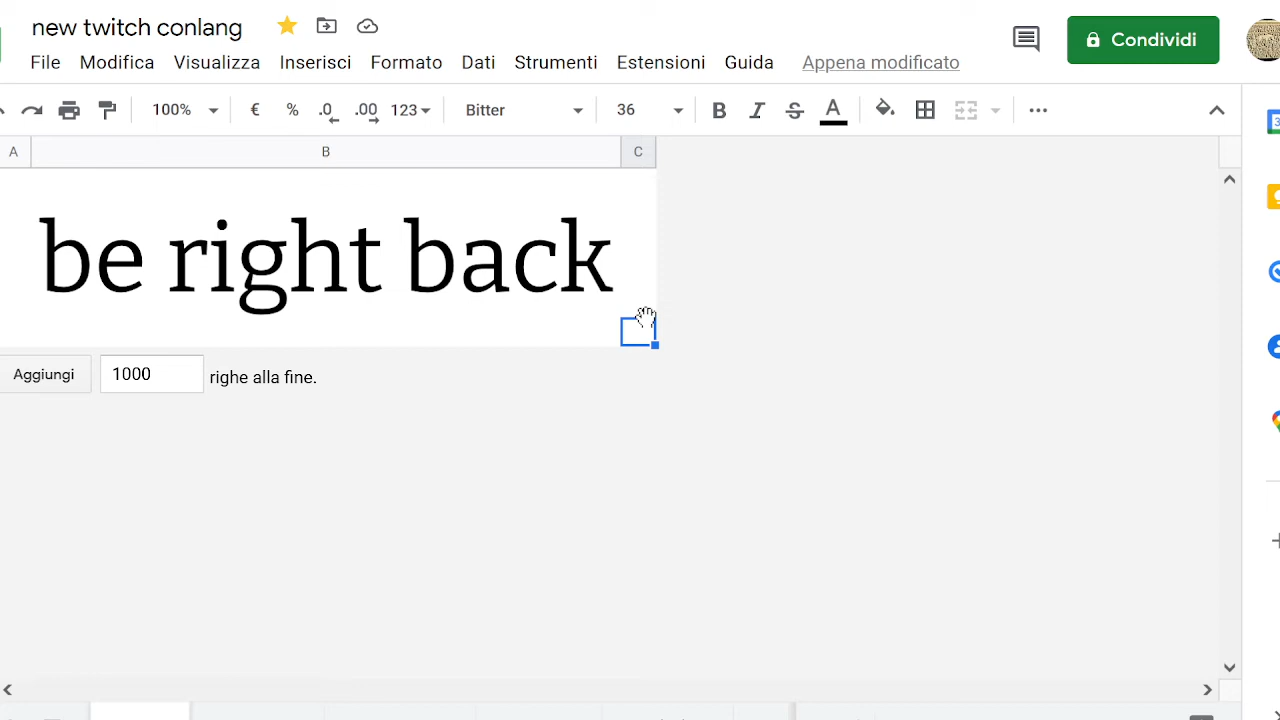 new twitch conlang
File Modifica Visualizza Inserisci Formato Dati Strumenti Estensioni Guida Appena modificato
Condividi
100% € % .0 .00 123 Bitter 36 B I S A
A B C
be right back
Aggiungi 1000 righe alla fine.